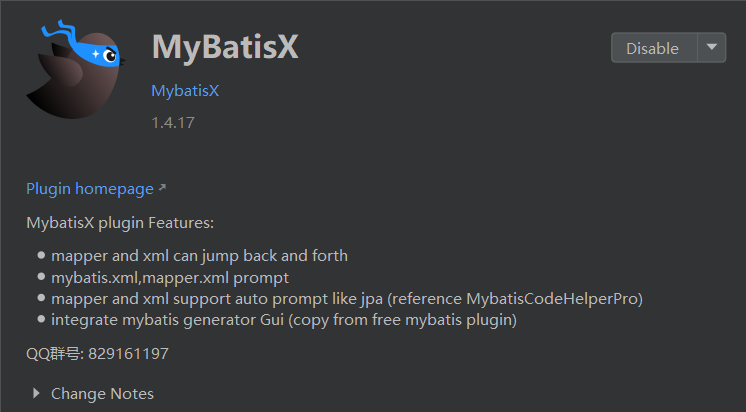 MyBatisX
Disable
MybatisX
1.4.17
Plugin homepage
MybatisX plugin Features:
mapper and xml can jump back and forth
mybatis.xml,mapper.xml prompt
mapper and xml support auto prompt like jpa (reference MybatisCodeHelperPro)
integrate mybatis generator Gui (copy from free mybatis plugin)
QQ群号: 829161197
Change Notes